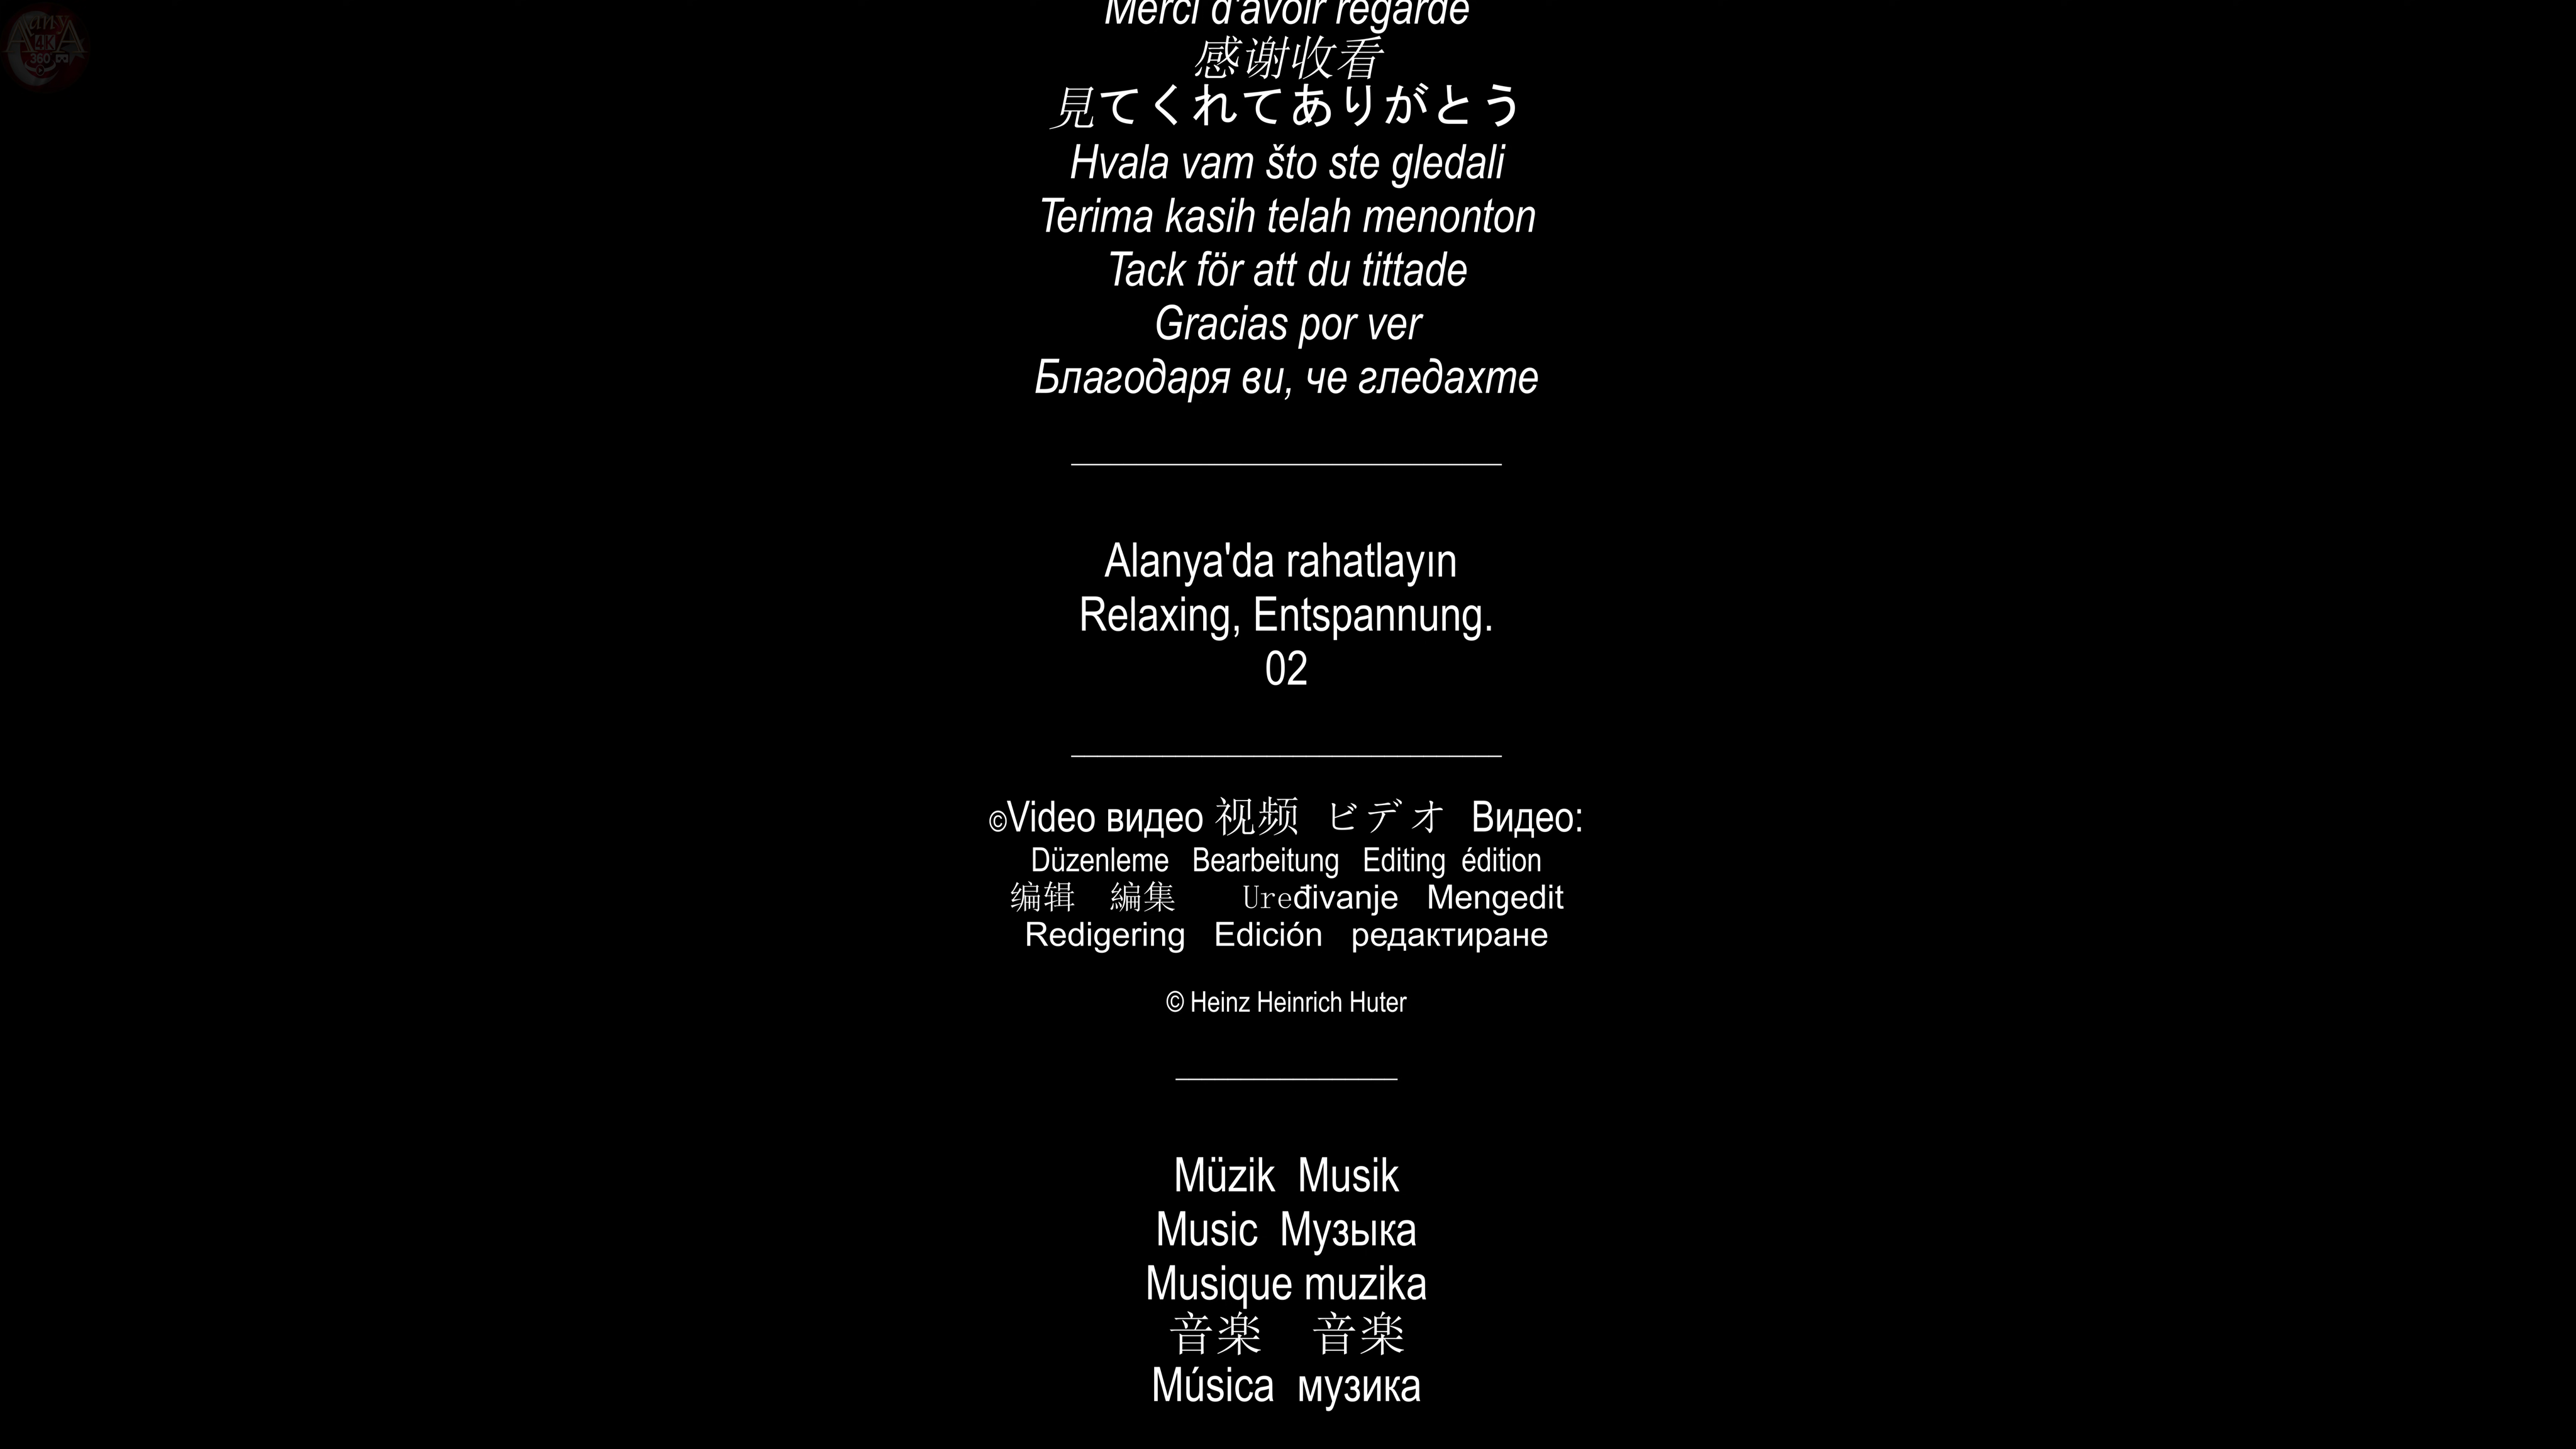 Merci d'avoir regardé
感谢收看
見てくれてありがとう
Hvala vam što ste gledali
Terima kasih telah menonton
Tack för att du tittade
Gracias por ver
Благодаря ви, че гледахте
Alanya'da rahatlayın
Relaxing, Entspannung.
02
©Video видео 视频 ビデオ Видео:
Düzenleme Bearbeitung Editing édition
编辑 編集 Uređivanje Mengedit
Redigering Edición редактиране
© Heinz Heinrich Huter
Müzik Musik
Music Музыка
Musique muzika
音楽 音楽
Música музика
4K
360